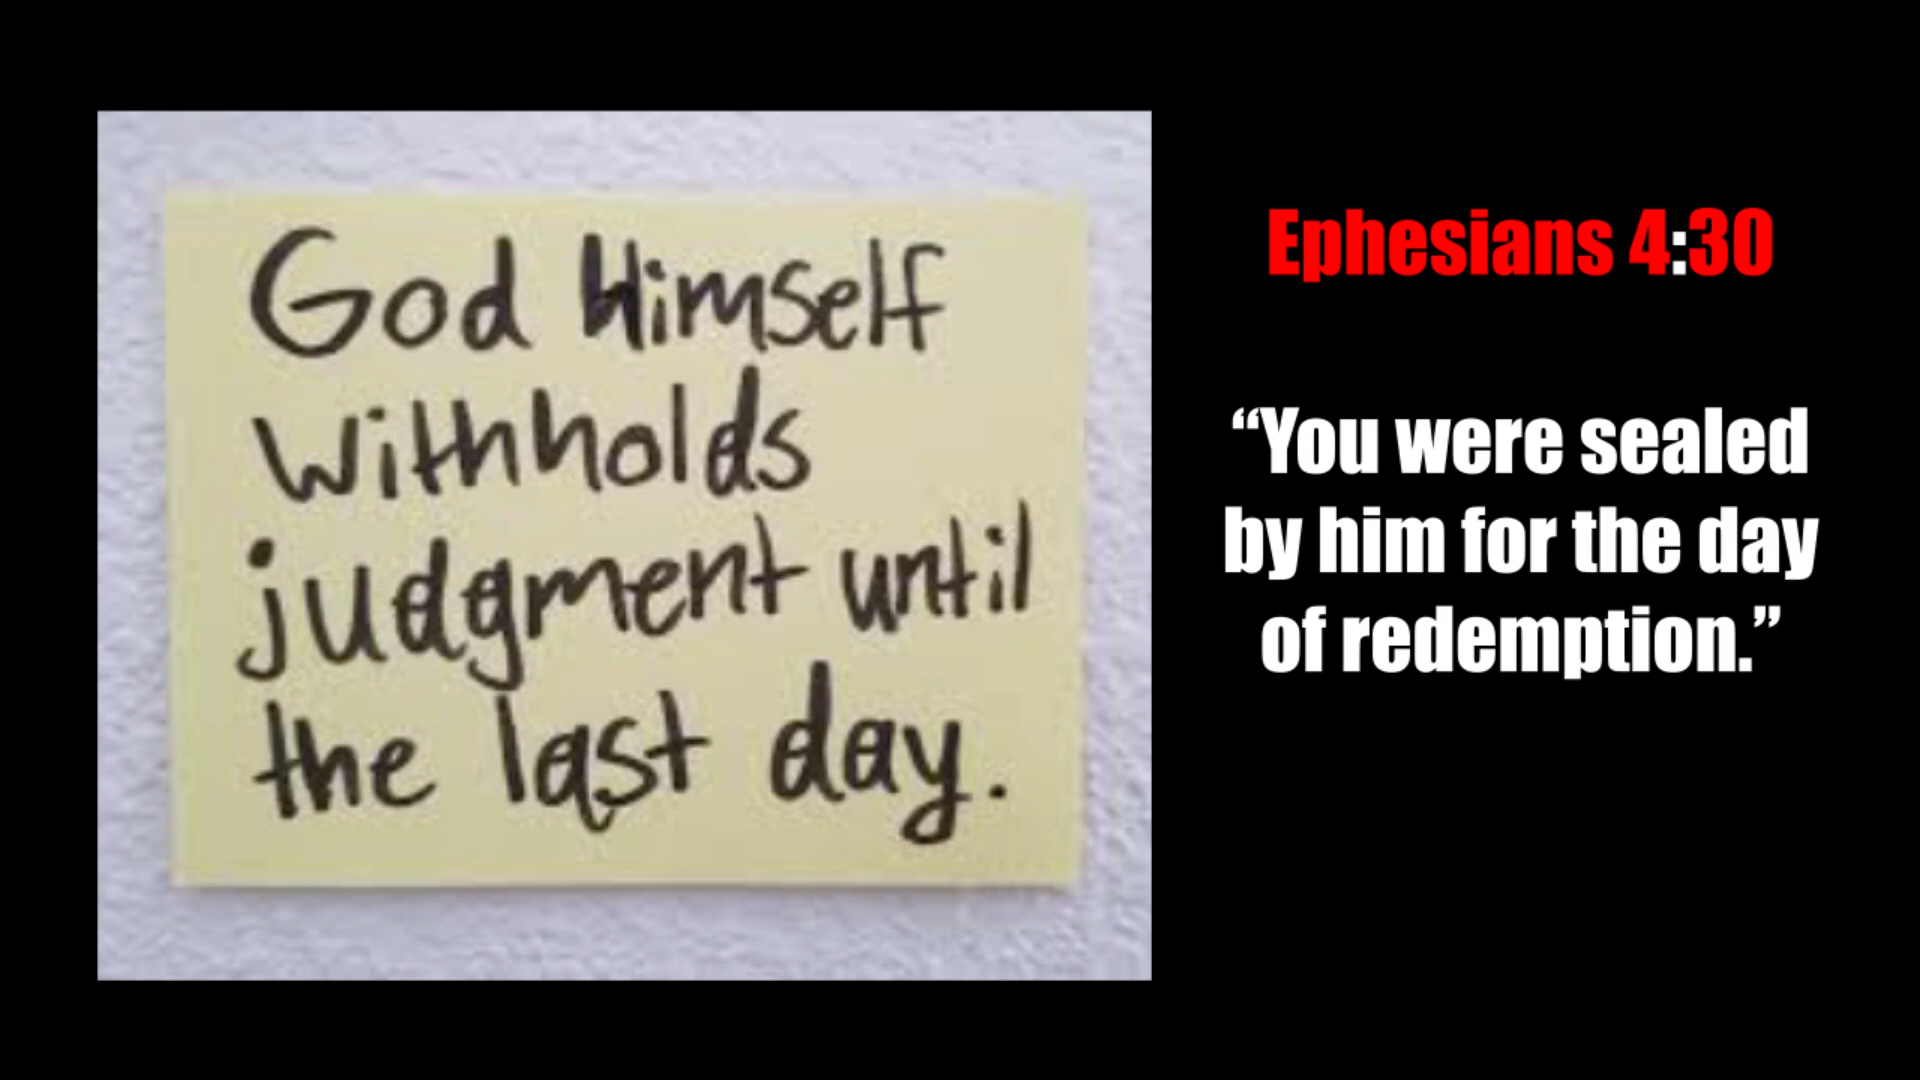 God Himself
withholds
judgment until
the last day.
Ephesians 4:30
“You were sealed
by him for the day
of redemption.”